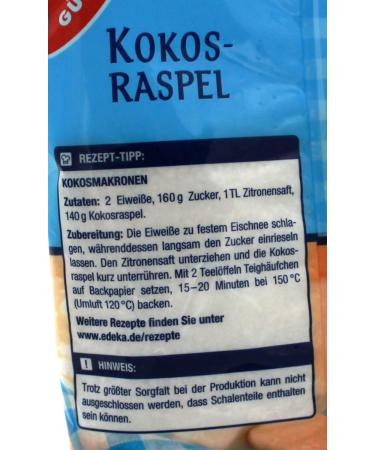 GU
KOKOS-
RASPEL
REZEPT-TIPP:
KOKOSMAKRONEN
Zutaten: 2 Eiweiße, 160 g Zucker, 1 TL Zitronensaft,
140 g Kokosraspel.
Zubereitung: Die Eiweiße zu festem Eischnee schla-
gen, währenddessen langsam den Zucker einrieseln
lassen. Den Zitronensaft unterziehen und die Kokos-
raspel kurz unterrühren. Mit 2 Teelöffeln Teighäufchen
auf Backpapier setzen, 15–20 Minuten bei 150 °C
(Umluft 120 °C) backen.
Weitere Rezepte finden Sie unter
www.edeka.de/rezepte
! HINWEIS:
Trotz größter Sorgfalt bei der Produktion kann nicht
ausgeschlossen werden, dass Schalenteile enthalten
sein können.